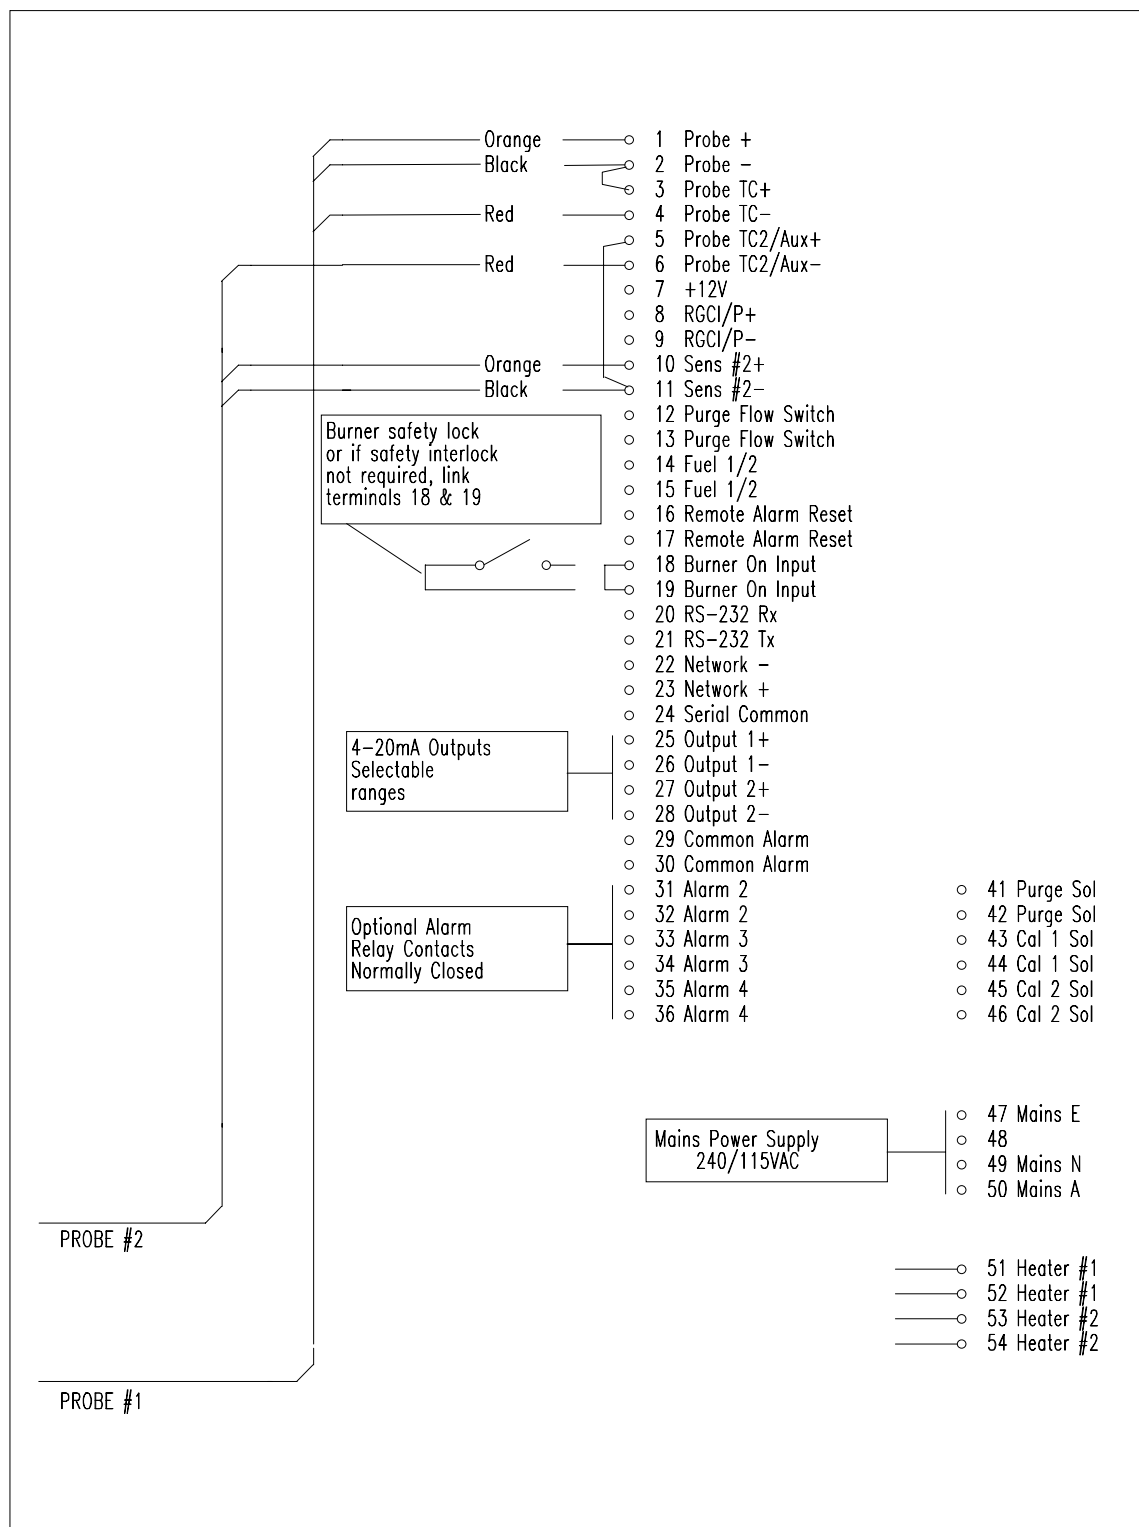 Orange 1 Probe +
Black 2 Probe -
3 Probe TC+
Red 4 Probe TC-
5 Probe TC2/Aux+
Red 6 Probe TC2/Aux-
7 +12V
8 RGCI/P+
9 RGCI/P-
Orange 10 Sens #2+
Black 11 Sens #2-
12 Purge Flow Switch
13 Purge Flow Switch
14 Fuel 1/2
15 Fuel 1/2
16 Remote Alarm Reset
17 Remote Alarm Reset
18 Burner On Input
19 Burner On Input
20 RS-232 Rx
21 RS-232 Tx
22 Network -
23 Network +
24 Serial Common
25 Output 1+
26 Output 1-
27 Output 2+
28 Output 2-
29 Common Alarm
30 Common Alarm
31 Alarm 2
32 Alarm 2
33 Alarm 3
34 Alarm 3
35 Alarm 4
36 Alarm 4
Burner safety lock
or if safety interlock
not required, link
terminals 18 & 19
4-20mA Outputs
Selectable
ranges
Optional Alarm
Relay Contacts
Normally Closed
41 Purge Sol
42 Purge Sol
43 Cal 1 Sol
44 Cal 1 Sol
45 Cal 2 Sol
46 Cal 2 Sol
Mains Power Supply
240/115VAC
47 Mains E
48
49 Mains N
50 Mains A
51 Heater #1
52 Heater #1
53 Heater #2
54 Heater #2
PROBE #2
PROBE #1